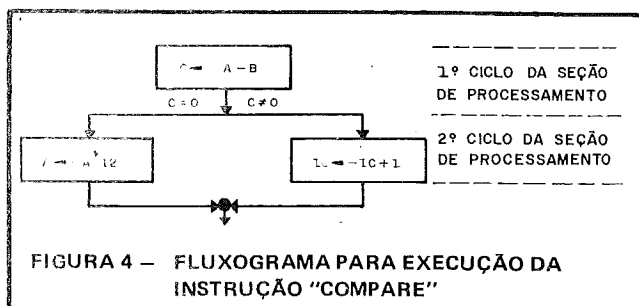 A-B
C=0 C≠0
1º CICLO DA SEÇÃO
DE PROCESSAMENTO
12
IC+1
2º CICLO DA SEÇÃO
DE PROCESSAMENTO
FIGURA 4 – FLUXOGRAMA PARA EXECUÇÃO DA
INSTRUÇÃO "COMPARE"